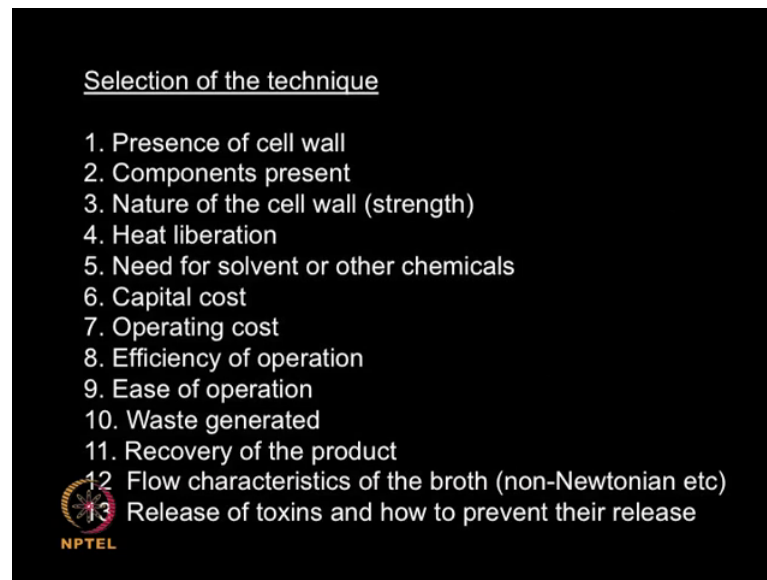 Selection of the technique
1. Presence of cell wall
2. Components present
3. Nature of the cell wall (strength)
4. Heat liberation
5. Need for solvent or other chemicals
6. Capital cost
7. Operating cost
8. Efficiency of operation
9. Ease of operation
10. Waste generated
11. Recovery of the product
12 Flow characteristics of the broth (non-Newtonian etc)
13 Release of toxins and how to prevent their release
NPTEL